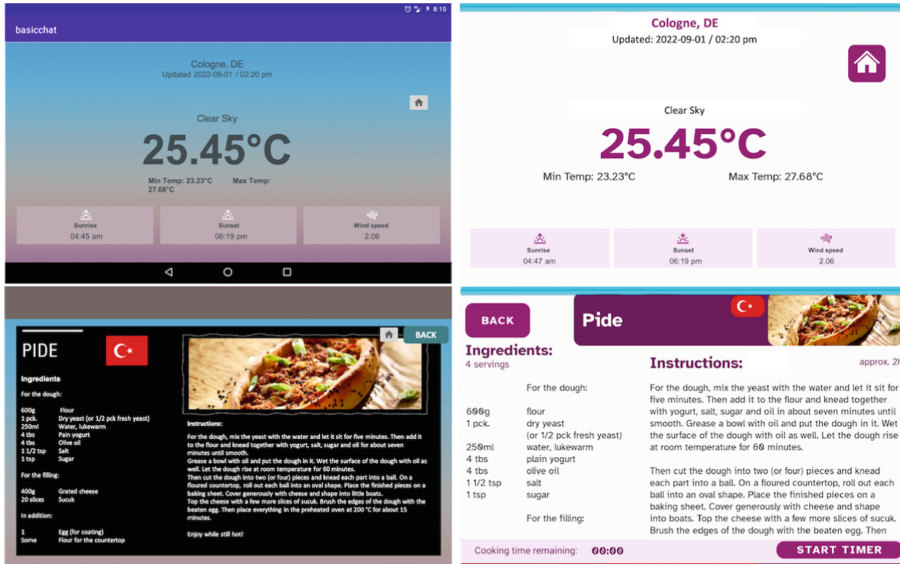 8:10
basicchat
Cologne, DE
Updated 2022-09-01 / 02:20 pm
Clear Sky
25.45°C
Min Temp: 23.23°C Max Temp:
27.68°C
Sunrise
04:45 am
Sunset
06:19 pm
Wind speed
2.06
Cologne, DE
Updated: 2022-09-01 / 02:20 pm
Clear Sky
25.45°C
Min Temp: 23.23°C Max Temp: 27.68°C
Sunrise
04:47 am
Sunset
06:19 pm
Wind speed
2.06
BACK
PIDE
Ingredients
For the dough:
600g Flour
1 pck. Dry yeast (or 1/2 pck fresh yeast)
250ml Water, lukewarm
4 tbs Pain yogurt
4 tbs Olive oil
1 1/2 tsp Salt
1 tsp Sugar
For the filling:
400g Grated cheese
20 slices Sucuk
In addition:
1 Egg (for coating)
Some Flour for the countertop
Instructions:
For the dough, mix the yeast with the water and let it sit for five minutes. Then add it
to the flour and knead together with yogurt, salt, sugar and oil for about seven
minutes until smooth.
Grease a bowl with oil and put the dough in it. Wet the surface of the dough with oil as
well. Let the dough rise at room temperature for 60 minutes.
Then cut the dough into two (or four) pieces and knead each part into a ball. On a
floured countertop, roll out each ball into an oval shape. Place the finished pieces on a
baking sheet. Cover generously with cheese and shape into little boats.
Top the cheese with a few more slices of sucuk. Brush the edges of the dough with the
beaten egg. Then place everything in the preheated oven at 200 °C for about 15
minutes.
Enjoy while still hot!
BACK
Pide
Ingredients:
4 servings
For the dough:
600g flour
1 pck. dry yeast
(or 1/2 pck fresh yeast)
250ml water, lukewarm
4 tbs plain yogurt
4 tbs olive oil
1 1/2 tsp salt
1 tsp sugar
For the filling:
Instructions:
approx. 2h
For the dough, mix the yeast with the water and let it sit for
five minutes. Then add it to the flour and knead together
with yogurt, salt, sugar and oil in about seven minutes until
smooth. Grease a bowl with oil and put the dough in it. Wet
the surface of the dough with oil as well. Let the dough rise
at room temperature for 60 minutes.
Then cut the dough into two (or four) pieces and knead
each part into a ball. On a floured countertop, roll out each
ball into an oval shape. Place the finished pieces on a
baking sheet. Cover generously with cheese and shape
into boats. Top the cheese with a few more slices of sucuk.
Brush the edges of the dough with the beaten egg. Then
Cooking time remaining: 00:00
START TIMER